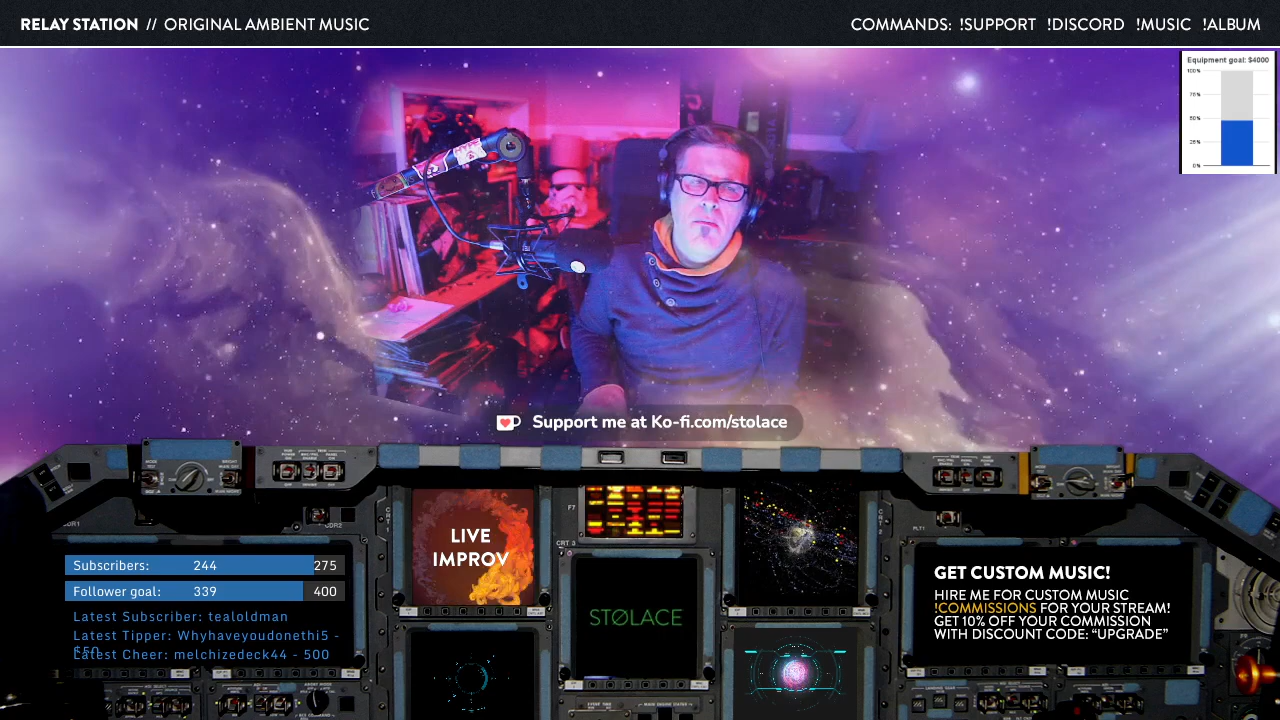 RELAY STATION // ORIGINAL AMBIENT MUSIC
COMMANDS: !SUPPORT !DISCORD !MUSIC !ALBUM
Equipment goal: $4000
100%
75%
50%
25%
0%
Support me at Ko-fi.com/stolace
F7
CRT 3
LIVE
IMPROV
STØLACE
Subscribers: 244 275
Follower goal: 339 400
Latest Subscriber: tealoldman
Latest Tipper: Whyhaveyoudonethi5 -
Latest Cheer: melchizedeck44 - 500
GET CUSTOM MUSIC!
HIRE ME FOR CUSTOM MUSIC
!COMMISSIONS FOR YOUR STREAM!
GET 10% OFF YOUR COMMISSION
WITH DISCOUNT CODE: “UPGRADE”